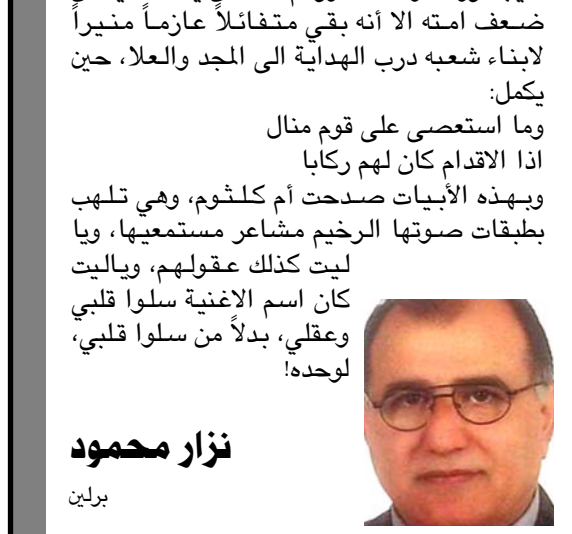 ضعف امته الا أنه بقي متفائلاً عازماً منيراً
لابناء شعبه درب الهداية الى المجد والعلا، حين
يكمل:
وما استعصى على قوم منال
اذا الاقدام كان لهم ركابا
وبهذه الأبيات صدحت أم كلثوم، وهي تلهب
بطبقات صوتها الرخيم مشاعر مستمعيها، ويا
ليت كذلك عقولهم، وياليت
كان اسم الاغنية سلوا قلبي
وعقلي، بدلاً من سلوا قلبي،
لوحده!
نزار محمود
برلين